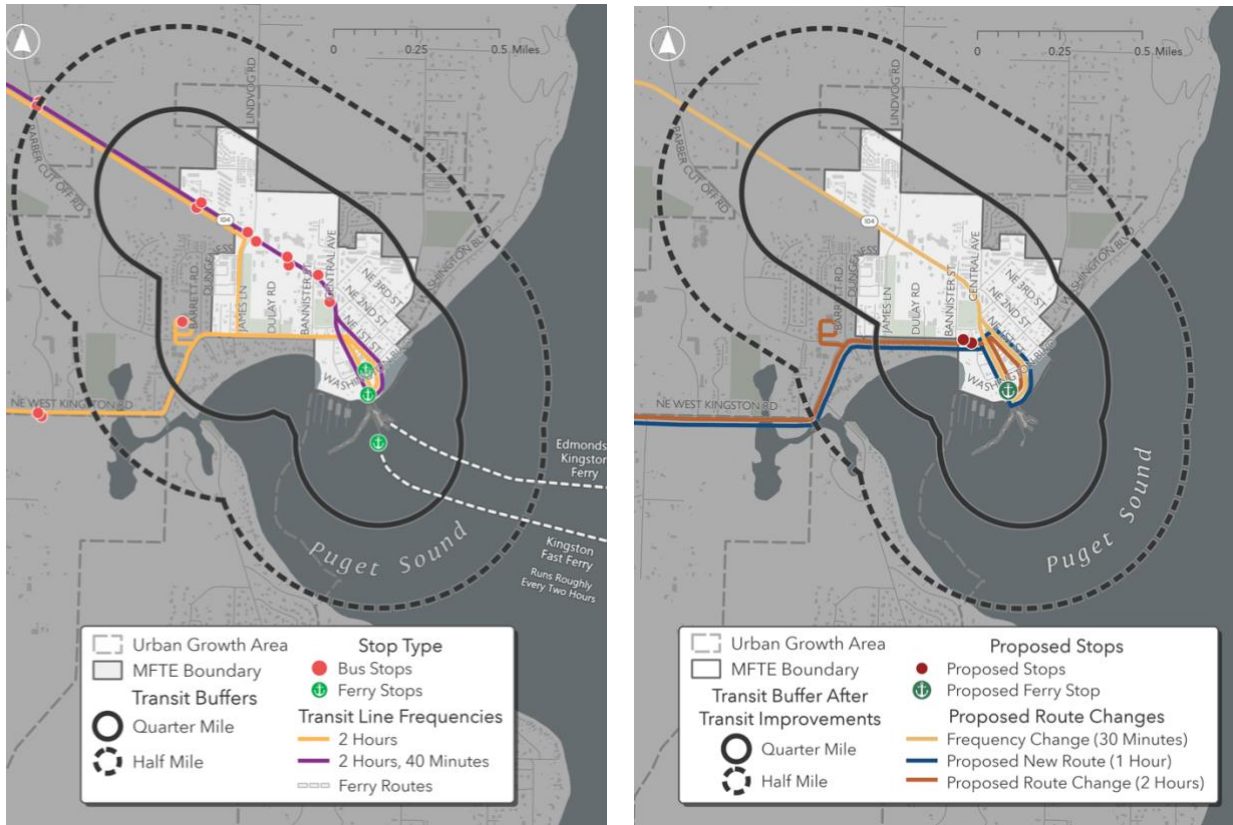 0 0.25 0.5 Miles
LINDVOG RD
BARBER CUT OFF RD
104
DUNGENESS
BARRETT RD
JAMES LN
DULAY RD
BANNISTER ST
CENTRAL AVE
NE 3RD ST
NE 2ND ST
NE 1ST ST
WASHINGTON BLVD
WASHINGTON BLVD
NE WEST KINGSTON RD
Edmonds
Kingston
Ferry
Kingston
Fast Ferry
Runs Roughly
Every Two Hours
Puget Sound
Urban Growth Area
MFTE Boundary
Transit Buffers
Quarter Mile
Half Mile
Stop Type
Bus Stops
Ferry Stops
Transit Line Frequencies
2 Hours
2 Hours, 40 Minutes
Ferry Routes
0 0.25 0.5 Miles
LINDVOG RD
BARBER CUT OFF RD
104
DUNGENESS
BARRETT RD
JAMES LN
DULAY RD
BANNISTER ST
CENTRAL AVE
NE 3RD ST
NE 2ND ST
NE 1ST ST
WASHINGTON BLVD
WASHINGTON BLVD
NE WEST KINGSTON RD
Puget Sound
Urban Growth Area
MFTE Boundary
Transit Buffer After
Transit Improvements
Quarter Mile
Half Mile
Proposed Stops
Proposed Stops
Proposed Ferry Stop
Proposed Route Changes
Frequency Change (30 Minutes)
Proposed New Route (1 Hour)
Proposed Route Change (2 Hours)